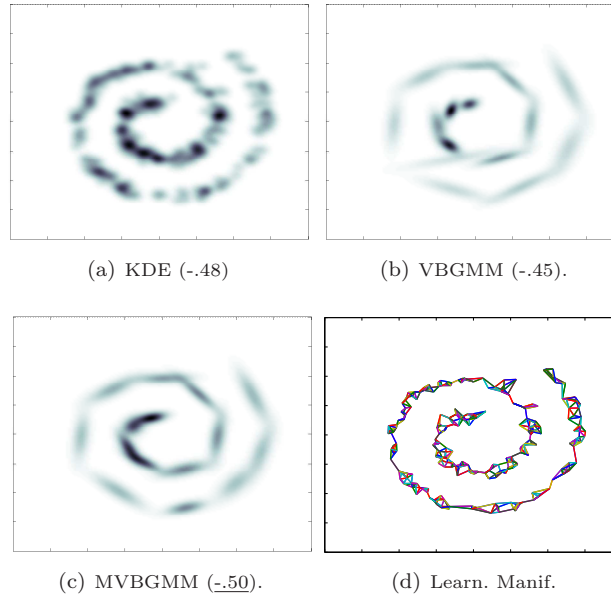 (a) KDE (-.48)
(b) VBGMM (-.45).
(c) MVBGMM (-.50).
(d) Learn. Manif.